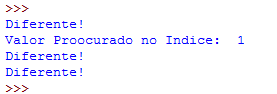 >>>
Diferente!
Valor Proocurado no Indice:  1
Diferente!
Diferente!
>>>